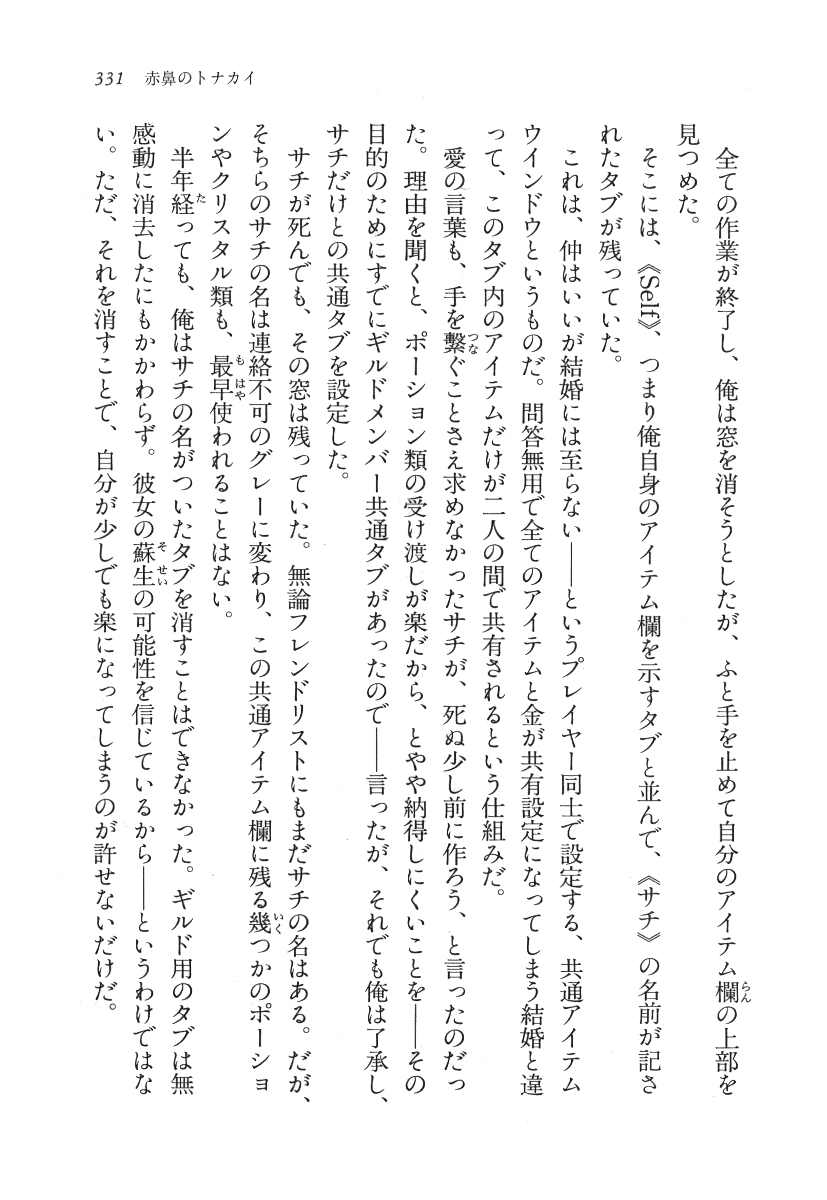 331　赤鼻のトナカイ
　全ての作業が終了し、俺は窓を消そうとしたが、ふと手を止めて自分のアイテム欄の上部を
見つめた。
　そこには、《Self》、つまり俺自身のアイテム欄を示すタブと並んで、《サチ》の名前が記さ
れたタブが残っていた。
　これは、仲はいいが結婚には至らない――というプレイヤー同士で設定する、共通アイテム
ウインドウというものだ。問答無用で全てのアイテムと金が共有設定になってしまう結婚と違
って、このタブ内のアイテムだけが二人の間で共有されるという仕組みだ。
　愛の言葉も、手を繋ぐことさえ求めなかったサチが、死ぬ少し前に作ろう、と言ったのだっ
た。理由を聞くと、ポーション類の受け渡しが楽だから、とやや納得しにくいことを――その
目的のためにすでにギルドメンバー共通タブがあったので――言ったが、それでも俺は了承し、
サチだけとの共通タブを設定した。
　サチが死んでも、その窓は残っていた。無論フレンドリストにもまだサチの名はある。だが、
そちらのサチの名は連絡不可のグレーに変わり、この共通アイテム欄に残る幾つかのポーショ
ンやクリスタル類も、最早使われることはない。
　半年経っても、俺はサチの名がついたタブを消すことはできなかった。ギルド用のタブは無
感動に消去したにもかかわらず。彼女の蘇生の可能性を信じているから――というわけではな
い。ただ、それを消すことで、自分が少しでも楽になってしまうのが許せないだけだ。